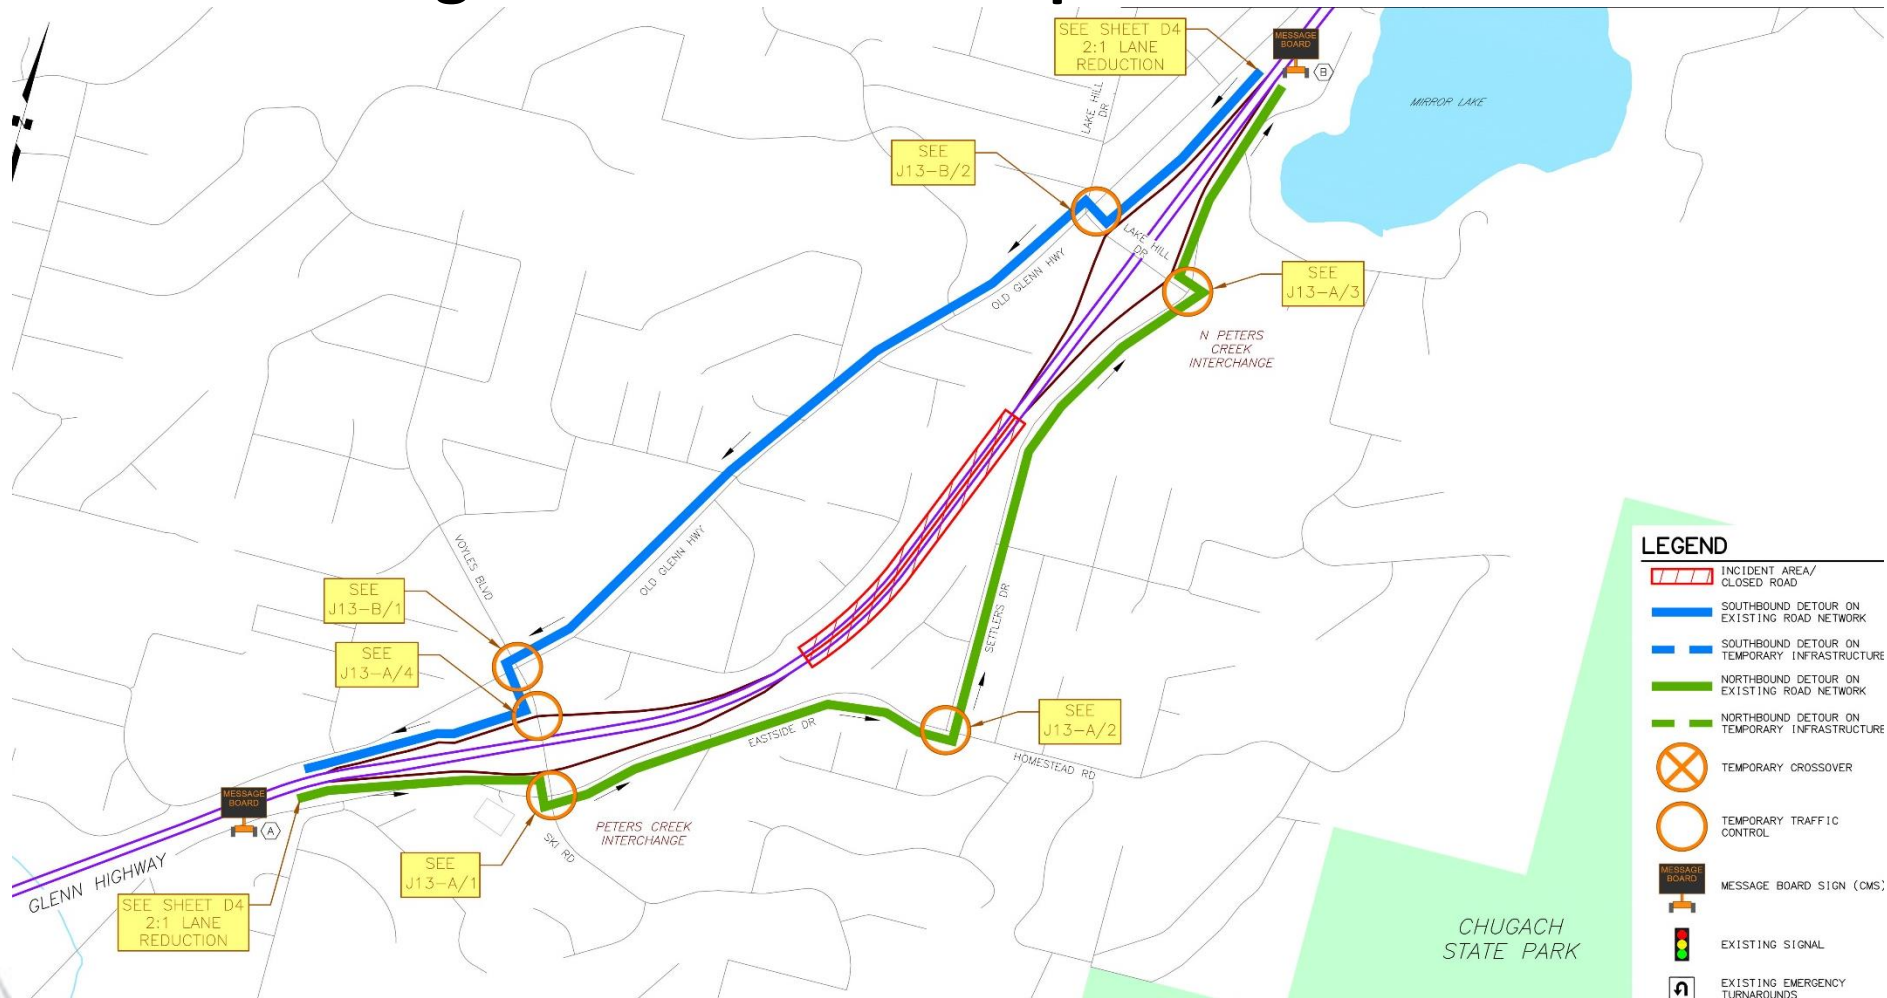 SEE SHEET D4
2:1 LANE
REDUCTION
MESSAGE
BOARD
B
MIRROR LAKE
LAKE HILL
DR
SEE
J13-B/2
LAKE HILL
DR
OLD GLENN HWY
SEE
J13-A/3
N PETERS
CREEK
INTERCHANGE
VOYLES BLVD
OLD GLENN HWY
SEE
J13-B/1
SEE
J13-A/4
SETTLERS DR
SEE
J13-A/2
EASTSIDE DR
HOMESTEAD RD
MESSAGE
BOARD
A
PETERS CREEK
INTERCHANGE
SKI RD
SEE
J13-A/1
GLENN HIGHWAY
SEE SHEET D4
2:1 LANE
REDUCTION
CHUGACH
STATE PARK
LEGEND
INCIDENT AREA/
CLOSED ROAD
SOUTHBOUND DETOUR ON
EXISTING ROAD NETWORK
SOUTHBOUND DETOUR ON
TEMPORARY INFRASTRUCTURE
NORTHBOUND DETOUR ON
EXISTING ROAD NETWORK
NORTHBOUND DETOUR ON
TEMPORARY INFRASTRUCTURE
TEMPORARY CROSSOVER
TEMPORARY TRAFFIC
CONTROL
MESSAGE
BOARD
MESSAGE BOARD SIGN (CMS)
EXISTING SIGNAL
EXISTING EMERGENCY
TURNAROUNDS